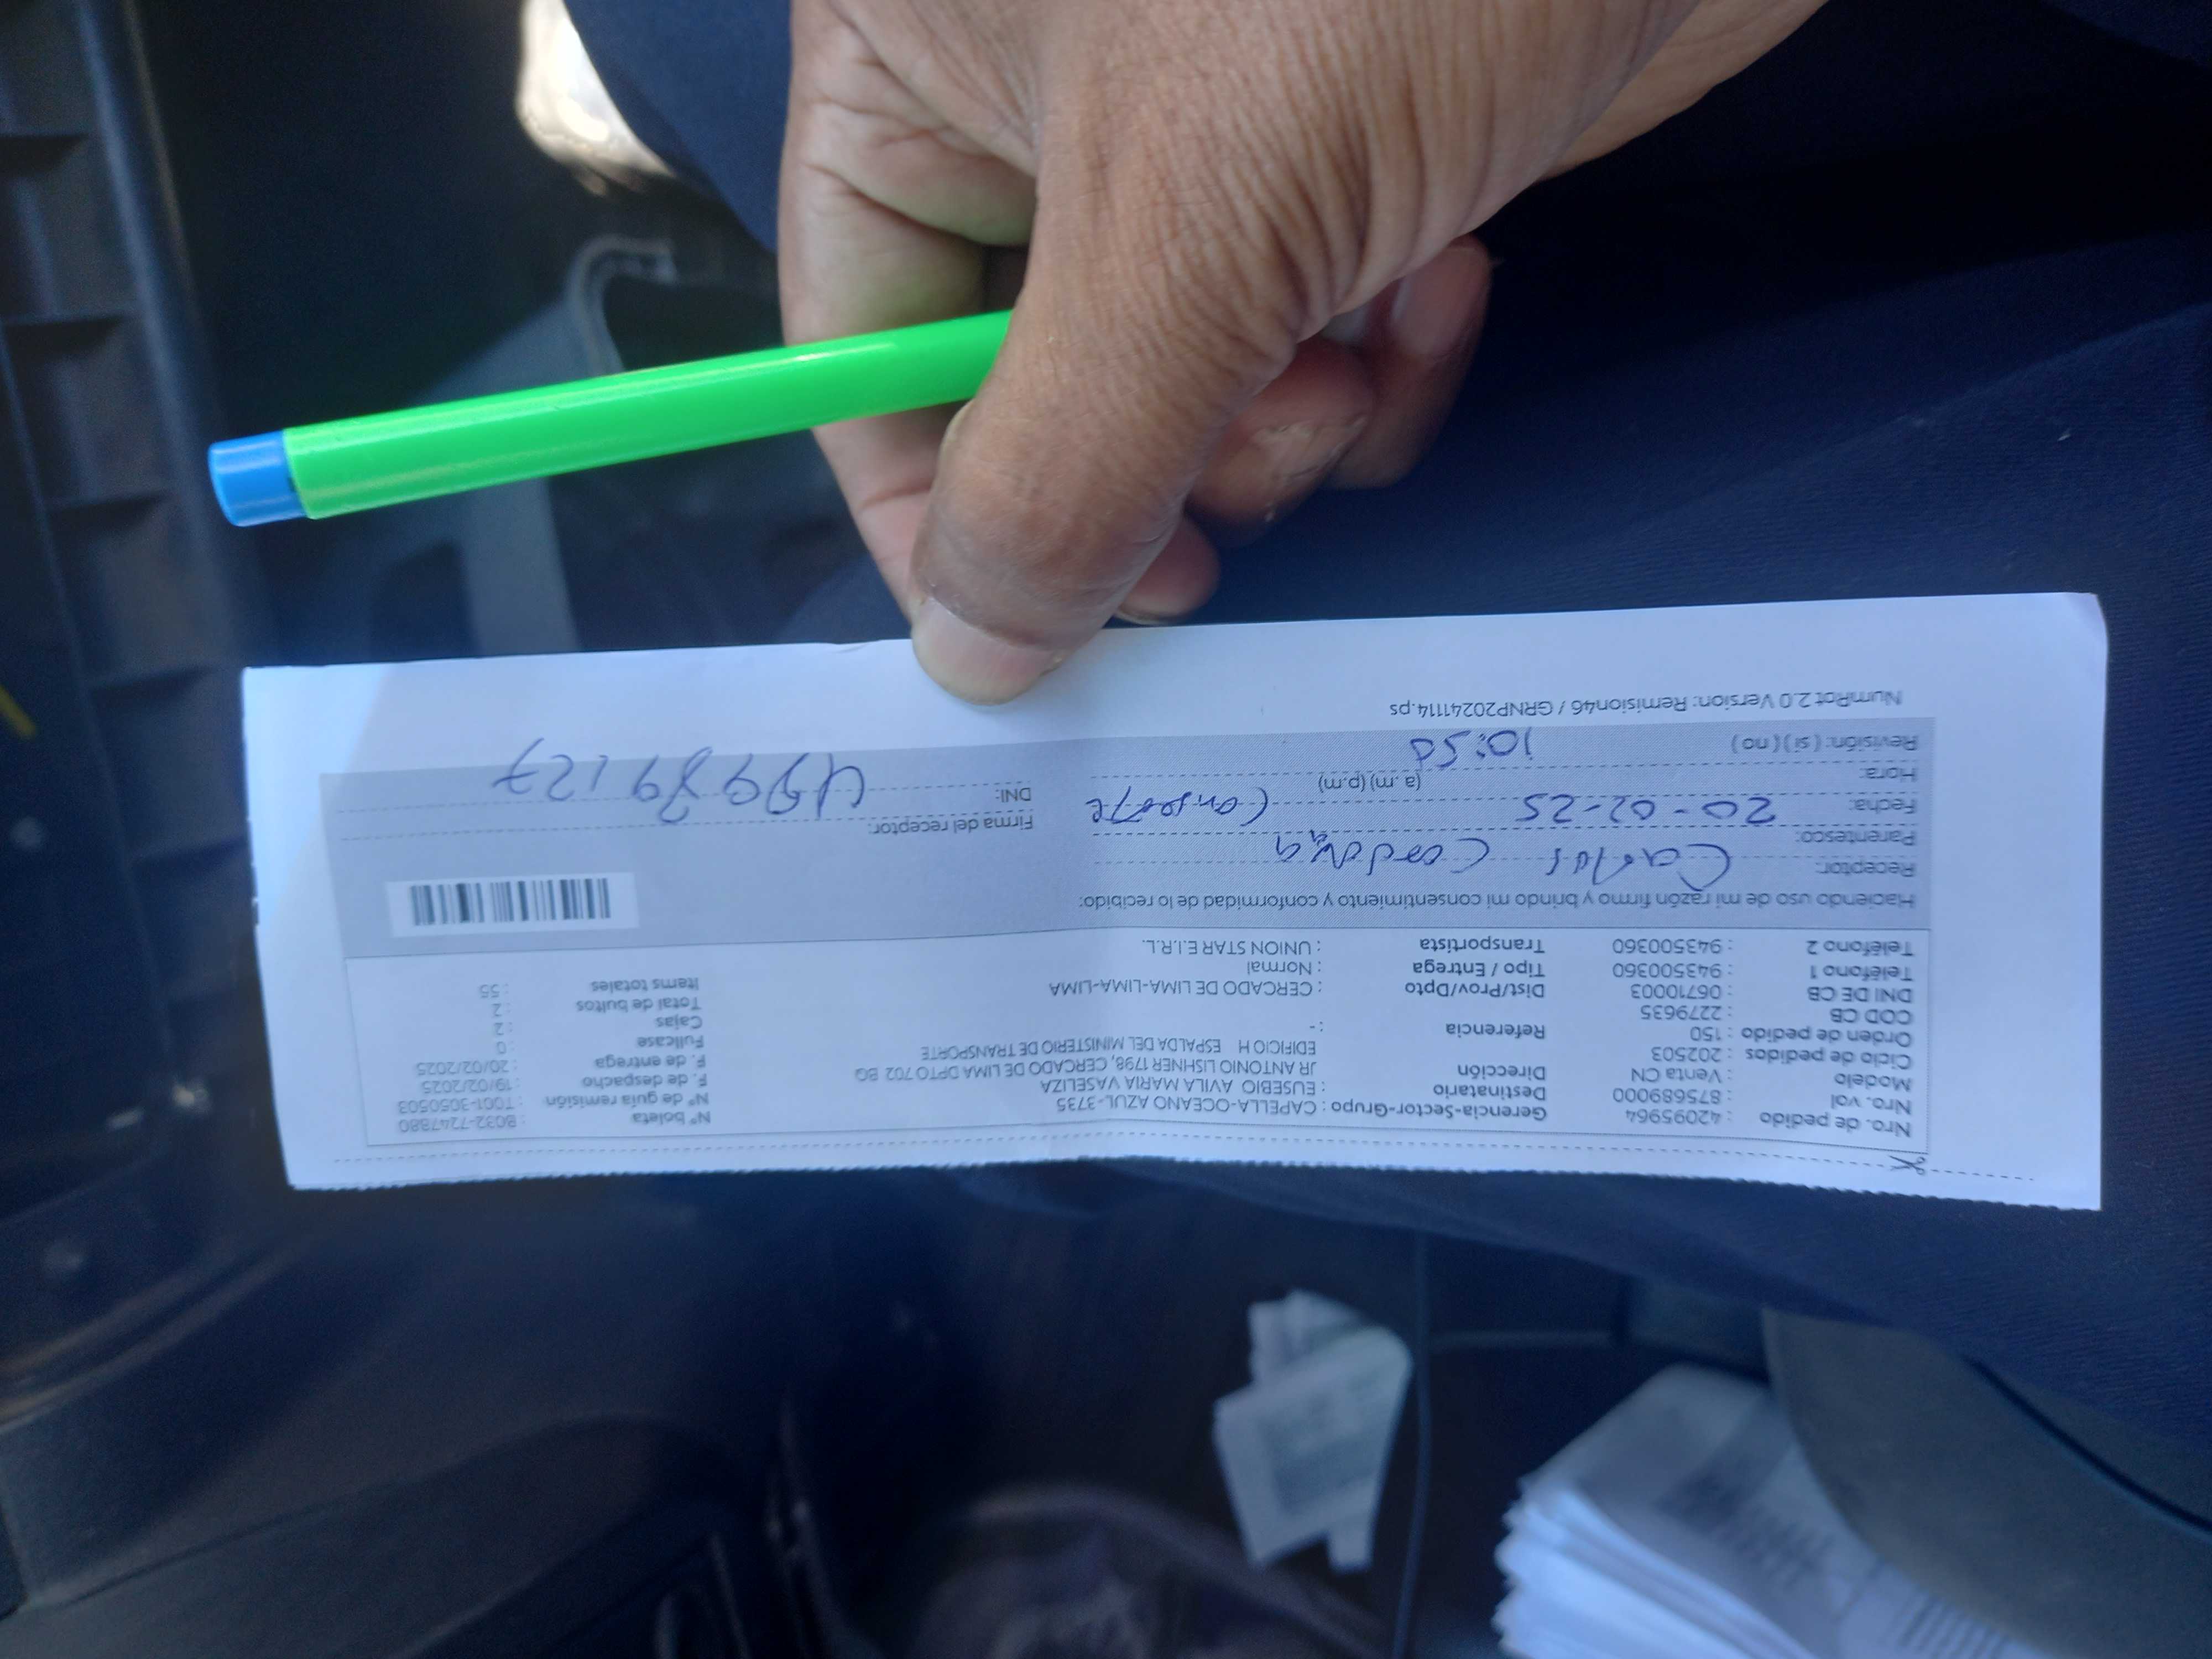 Nro. de pedido : 42095964 Gerencia-Sector-Grupo : CAPELLA-OCEANO AZUL-3735 N° boleta : B032-7247880
Nro. vol : 875689000 Destinatario : EUSEBIO AVILA MARIA VASELIZA N° de guía remisión : T001-3050503
Modelo : Venta CN Dirección JR ANTONIO LISHNER 1798, CERCADO DE LIMA DPTO 702 BG F. de despacho : 19/02/2025
Ciclo de pedidos : 202503 EDIFICIO H ESPALDA DEL MINISTERIO DE TRANSPORTE F. de entrega : 20/02/2025
Orden de pedido : 150 Referencia : - Fullcase : 0
COD CB : 2279635 Cajas : 2
DNI DE CB : 06710003 Dist/Prov/Dpto : CERCADO DE LIMA-LIMA-LIMA Total de bultos : 2
Teléfono 1 : 943500360 Tipo / Entrega : Normal Items totales : 55
Teléfono 2 : 943500360 Transportista : UNION STAR E.I.R.L.
Haciendo uso de mi razón firmo y brindo mi consentimiento y conformidad de lo recibido:
Receptor: Carlos Cordova
Parentesco: Conserje Firma del receptor:
Fecha: 20-02-25 DNI:
Hora: (a.m) (p.m)
Revisión: ( si ) ( no ) 10:50
NumRot 2.0 Version: Remision46 / GRNP20241114.ps